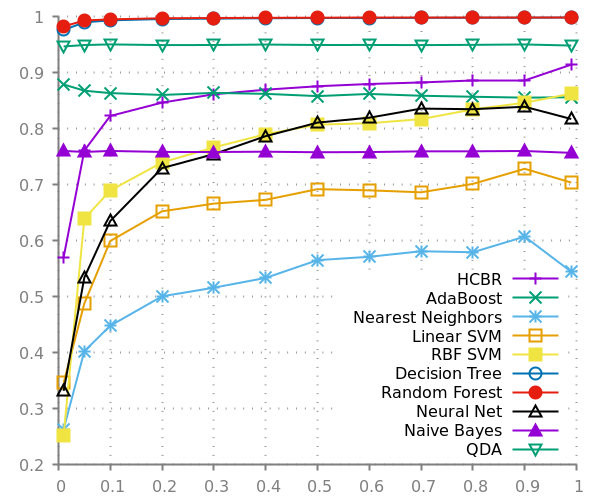 1
0.9
0.8
0.7
0.6
0.5
0.4
0.3
0.2
HCBR
AdaBoost
Nearest Neighbors
Linear SVM
RBF SVM
Decision Tree
Random Forest
Neural Net
Naive Bayes
QDA
0 0.1 0.2 0.3 0.4 0.5 0.6 0.7 0.8 0.9 1